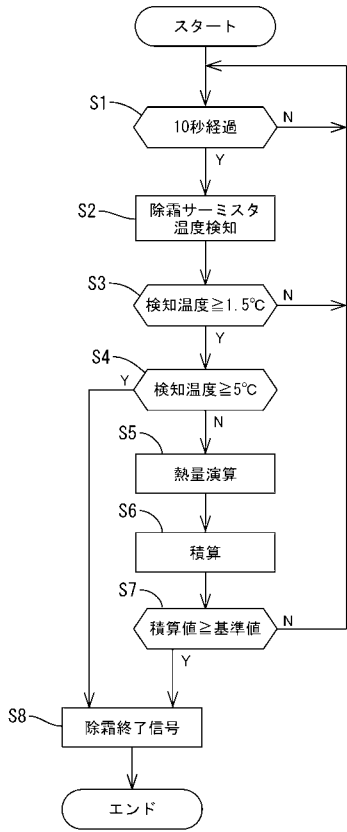 スタート
S1
10秒経過
N
Y
S2
除霜サーミスタ
温度検知
S3
検知温度≧1.5℃
N
Y
S4
Y
検知温度≧5℃
N
S5
熱量演算
S6
積算
S7
積算値≧基準値
N
Y
S8
除霜終了信号
エンド